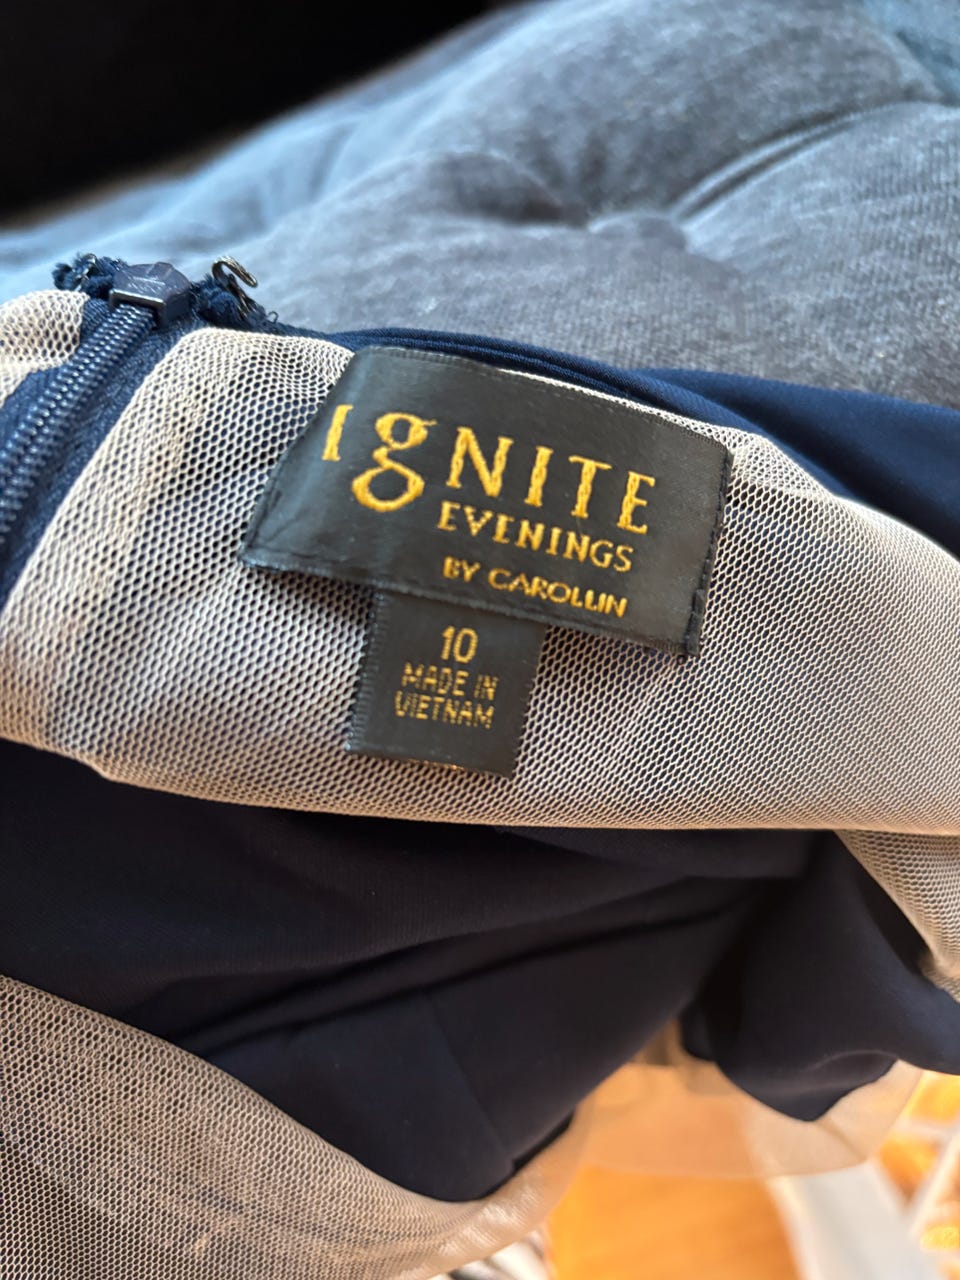 IgNITE
EVENINGS
BY CAROLLIN
10
MADE IN
VIETNAM